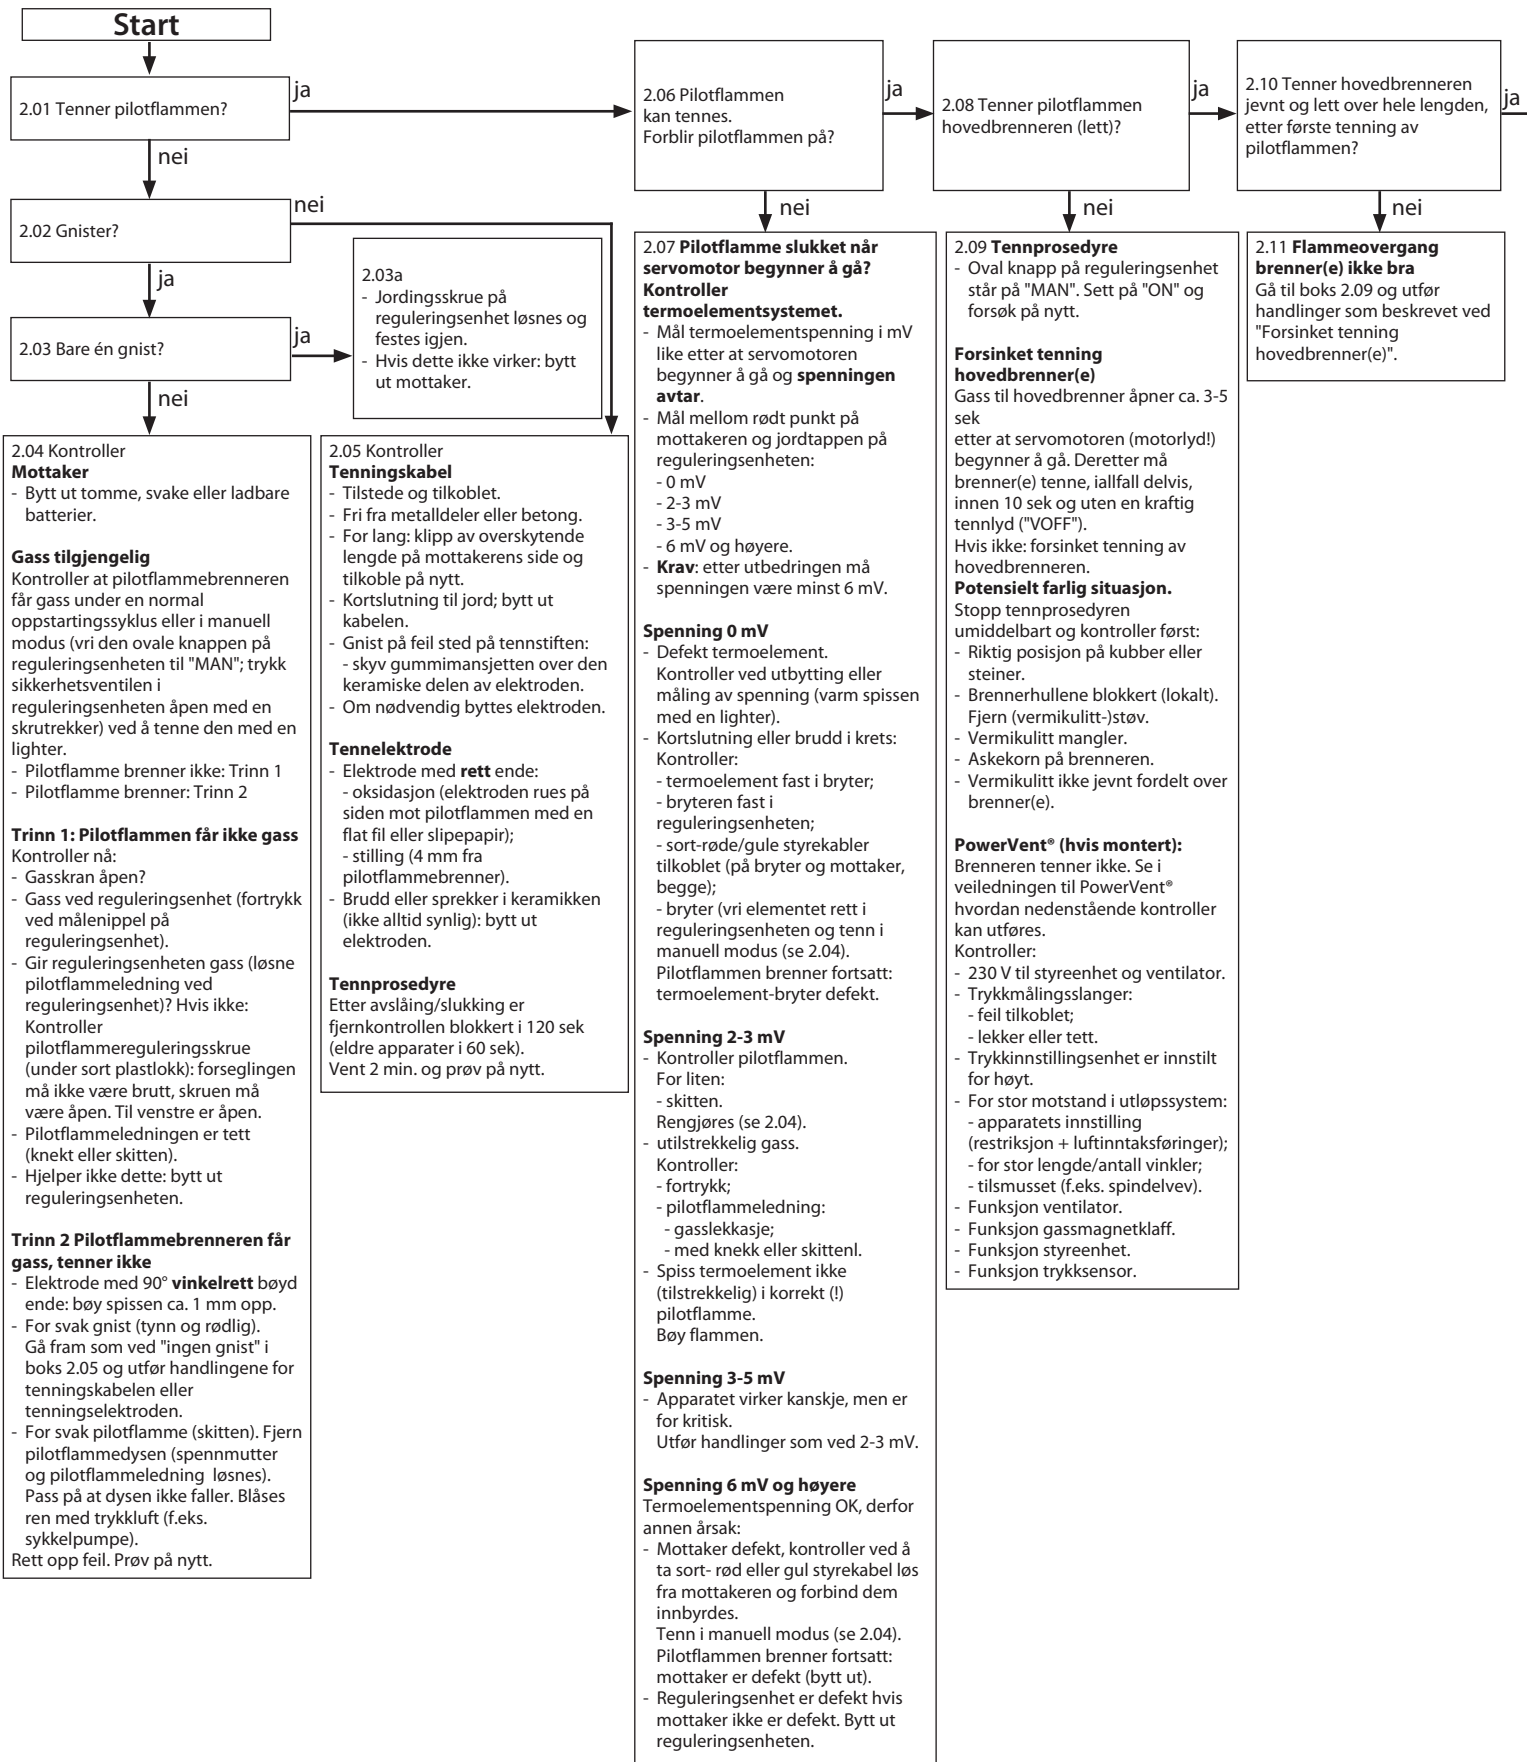 Start
2.01 Tenner pilotflammen?
ja
nei
2.02 Gnister?
nei
ja
2.03 Bare én gnist?
ja
nei
2.03a
- Jordingsskrue på
reguleringsenhet løsnes og
festes igjen.
- Hvis dette ikke virker: bytt
ut mottaker.
2.04 Kontroller
Mottaker
- Bytt ut tomme, svake eller ladbare
batterier.
Gass tilgjengelig
Kontroller at pilotflammebrenneren
får gass under en normal
oppstartingssyklus eller i manuell
modus (vri den ovale knappen på
reguleringsenheten til "MAN"; trykk
sikkerhetsventilen i
reguleringsenheten åpen med en
skrutrekker) ved å tenne den med en
lighter.
- Pilotflamme brenner ikke: Trinn 1
- Pilotflamme brenner: Trinn 2
Trinn 1: Pilotflammen får ikke gass
Kontroller nå:
- Gasskran åpen?
- Gass ved reguleringsenhet (fortrykk
ved målenippel på
reguleringsenhet).
- Gir reguleringsenheten gass (løsne
pilotflammeledning ved
reguleringsenhet)? Hvis ikke:
Kontroller
pilotflammereguleringsskrue
(under sort plastlokk): forseglingen
må ikke være brutt, skruen må
være åpen. Til venstre er åpen.
- Pilotflammeledningen er tett
(knekt eller skitten).
- Hjelper ikke dette: bytt ut
reguleringsenheten.
Trinn 2 Pilotflammebrenneren får
gass, tenner ikke
- Elektrode med 90° vinkelrett bøyd
ende: bøy spissen ca. 1 mm opp.
- For svak gnist (tynn og rødlig).
Gå fram som ved "ingen gnist" i
boks 2.05 og utfør handlingene for
tenningskabelen eller
tenningselektroden.
- For svak pilotflamme (skitten). Fjern
pilotflammedysen (spennmutter
og pilotflammeledning løsnes).
Pass på at dysen ikke faller. Blåses
ren med trykkluft (f.eks.
sykkelpumpe).
Rett opp feil. Prøv på nytt.
2.05 Kontroller
Tenningskabel
- Tilstede og tilkoblet.
- Fri fra metalldeler eller betong.
- For lang: klipp av overskytende
lengde på mottakerens side og
tilkoble på nytt.
- Kortslutning til jord; bytt ut
kabelen.
- Gnist på feil sted på tennstiften:
- skyv gummimansjetten over den
keramiske delen av elektroden.
- Om nødvendig byttes elektroden.
Tennelektrode
- Elektrode med rett ende:
- oksidasjon (elektroden rues på
siden mot pilotflammen med en
flat fil eller slipepapir);
- stilling (4 mm fra
pilotflammebrenner).
- Brudd eller sprekker i keramikken
(ikke alltid synlig): bytt ut
elektroden.
Tennprosedyre
Etter avslåing/slukking er
fjernkontrollen blokkert i 120 sek
(eldre apparater i 60 sek).
Vent 2 min. og prøv på nytt.
2.06 Pilotflammen
kan tennes.
Forblir pilotflammen på?
ja
nei
2.07 Pilotflamme slukket når
servomotor begynner å gå?
Kontroller
termoelementsystemet.
- Mål termoelementspenning i mV
like etter at servomotoren
begynner å gå og spenningen
avtar.
- Mål mellom rødt punkt på
mottakeren og jordtappen på
reguleringsenheten:
- 0 mV
- 2-3 mV
- 3-5 mV
- 6 mV og høyere.
- Krav: etter utbedringen må
spenningen være minst 6 mV.
Spenning 0 mV
- Defekt termoelement.
Kontroller ved utbytting eller
måling av spenning (varm spissen
med en lighter).
- Kortslutning eller brudd i krets:
Kontroller:
- termoelement fast i bryter;
- bryteren fast i
reguleringsenheten;
- sort-røde/gule styrekabler
tilkoblet (på bryter og mottaker,
begge);
- bryter (vri elementet rett i
reguleringsenheten og tenn i
manuell modus (se 2.04).
Pilotflammen brenner fortsatt:
termoelement-bryter defekt.
Spenning 2-3 mV
- Kontroller pilotflammen.
For liten:
- skitten.
Rengjøres (se 2.04).
- utilstrekkelig gass.
Kontroller:
- fortrykk;
- pilotflammeledning:
- gasslekkasje;
- med knekk eller skittenl.
- Spiss termoelement ikke
(tilstrekkelig) i korrekt (!)
pilotflamme.
Bøy flammen.
Spenning 3-5 mV
- Apparatet virker kanskje, men er
for kritisk.
Utfør handlinger som ved 2-3 mV.
Spenning 6 mV og høyere
Termoelementspenning OK, derfor
annen årsak:
- Mottaker defekt, kontroller ved å
ta sort- rød eller gul styrekabel løs
fra mottakeren og forbind dem
innbyrdes.
Tenn i manuell modus (se 2.04).
Pilotflammen brenner fortsatt:
mottaker er defekt (bytt ut).
- Reguleringsenhet er defekt hvis
mottaker ikke er defekt. Bytt ut
reguleringsenheten.
2.08 Tenner pilotflammen
hovedbrenneren (lett)?
ja
nei
2.09 Tennprosedyre
- Oval knapp på reguleringsenhet
står på "MAN". Sett på "ON" og
forsøk på nytt.
Forsinket tenning
hovedbrenner(e)
Gass til hovedbrenner åpner ca. 3-5
sek
etter at servomotoren (motorlyd!)
begynner å gå. Deretter må
brenner(e) tenne, iallfall delvis,
innen 10 sek og uten en kraftig
tennlyd ("VOFF").
Hvis ikke: forsinket tenning av
hovedbrenneren.
Potensielt farlig situasjon.
Stopp tennprosedyren
umiddelbart og kontroller først:
- Riktig posisjon på kubber eller
steiner.
- Brennerhullene blokkert (lokalt).
Fjern (vermikulitt-)støv.
- Vermikulitt mangler.
- Askekorn på brenneren.
- Vermikulitt ikke jevnt fordelt over
brenner(e).
PowerVent® (hvis montert):
Brenneren tenner ikke. Se i
veiledningen til PowerVent®
hvordan nedenstående kontroller
kan utføres.
Kontroller:
- 230 V til styreenhet og ventilator.
- Trykkmålingsslanger:
- feil tilkoblet;
- lekker eller tett.
- Trykkinnstillingsenhet er innstilt
for høyt.
- For stor motstand i utløpssystem:
- apparatets innstilling
(restriksjon + luftinntaksføringer);
- for stor lengde/antall vinkler;
- tilsmusset (f.eks. spindelvev).
- Funksjon ventilator.
- Funksjon gassmagnetklaff.
- Funksjon styreenhet.
- Funksjon trykksensor.
2.10 Tenner hovedbrenneren
jevnt og lett over hele lengden,
etter første tenning av
pilotflammen?
ja
nei
2.11 Flammeovergang
brenner(e) ikke bra
Gå til boks 2.09 og utfør
handlinger som beskrevet ved
"Forsinket tenning
hovedbrenner(e)".